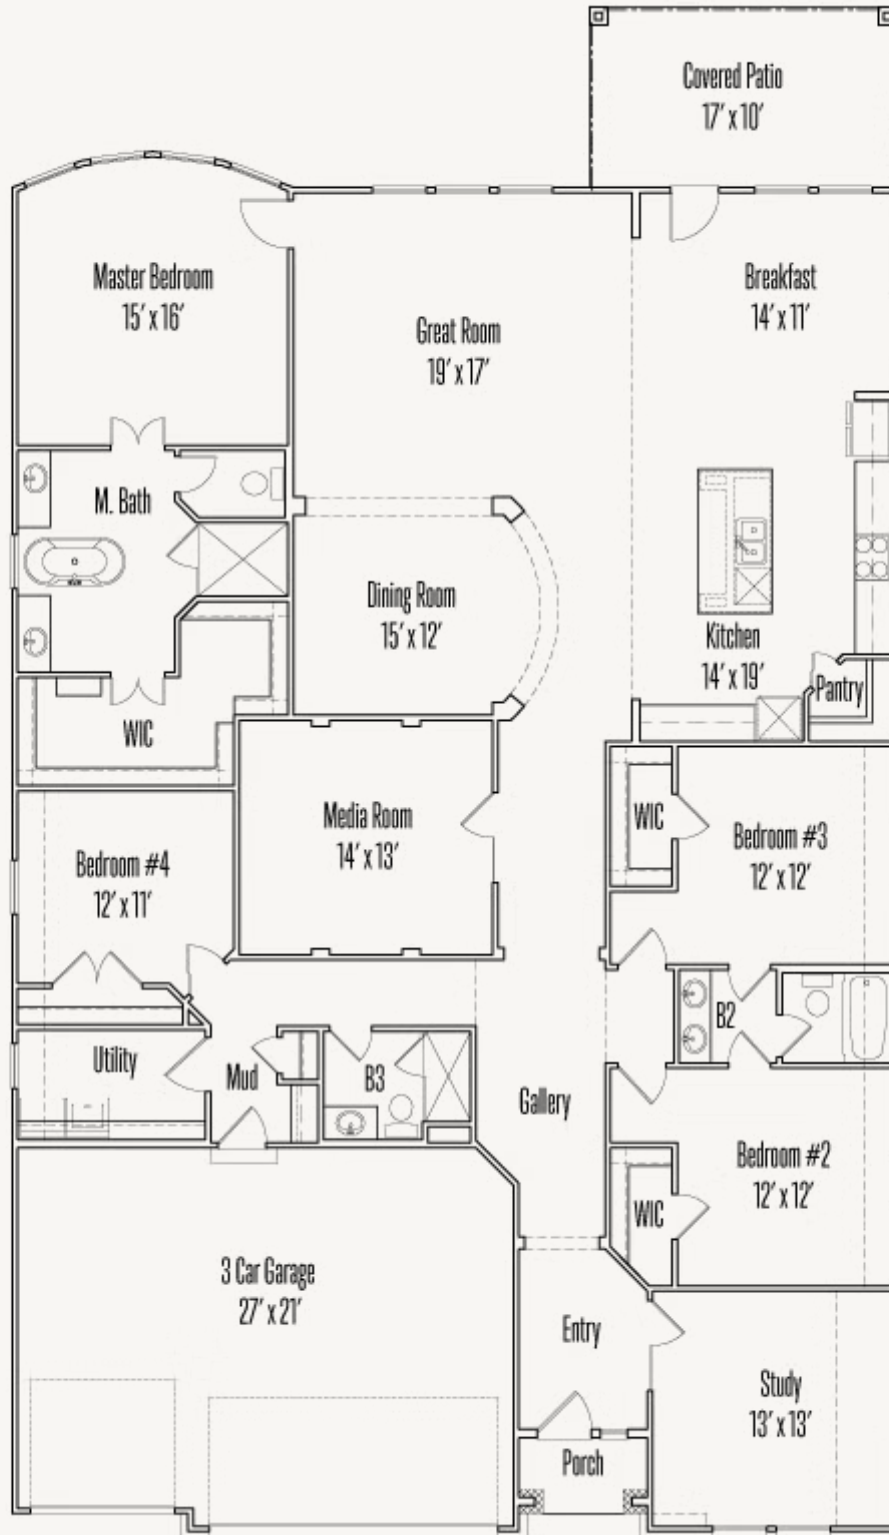 Covered Patio
17' x 10'
Master Bedroom
15' x 16'
Great Room
19' x 17'
Breakfast
14' x 11'
M. Bath
Dining Room
15' x 12'
Kitchen
14' x 19'
Pantry
WIC
Media Room
14' x 13'
WIC
Bedroom #3
12' x 12'
Bedroom #4
12' x 11'
B2
Utility
Mud
B3
Gallery
Bedroom #2
12' x 12'
WIC
3 Car Garage
27' x 21'
Entry
Study
13' x 13'
Porch